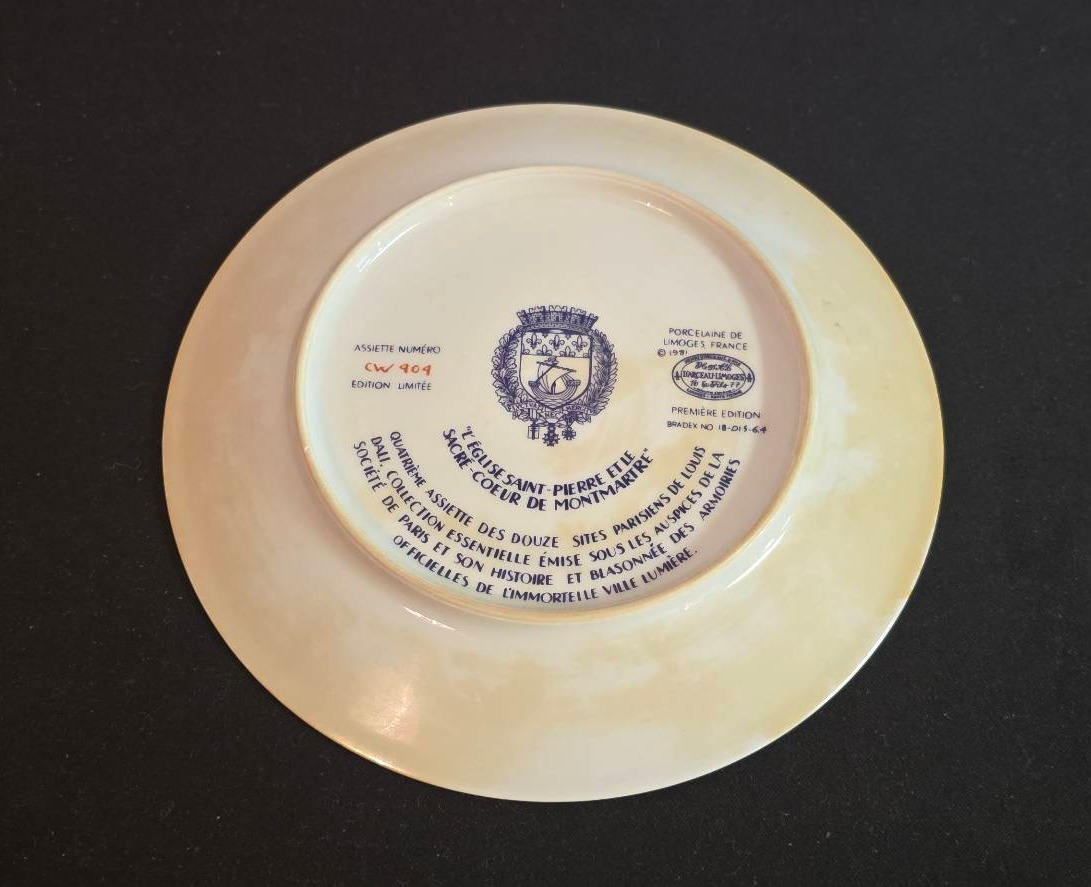 ASSIETTE NUMÉRO
CW 904
EDITION LIMITÉE
PORCELAINE DE
LIMOGES, FRANCE
© 1981
D'ARCEAU-LIMOGES
PREMIÈRE EDITION
BRADEX NO 18-D15-6.4
"L'ÉGLISE SAINT-PIERRE ET LE
SACRÉ-COEUR DE MONTMARTRE"
QUATRIÈME ASSIETTE DES DOUZE SITES PARISIENS DE LOUIS
DALI, COLLECTION ESSENTIELLE ÉMISE SOUS LES AUSPICES DE LA
SOCIÉTÉ DE PARIS ET SON HISTOIRE ET BLASONNÉE DES ARMOIRIES
OFFICIELLES DE L'IMMORTELLE VILLE LUMIÈRE.